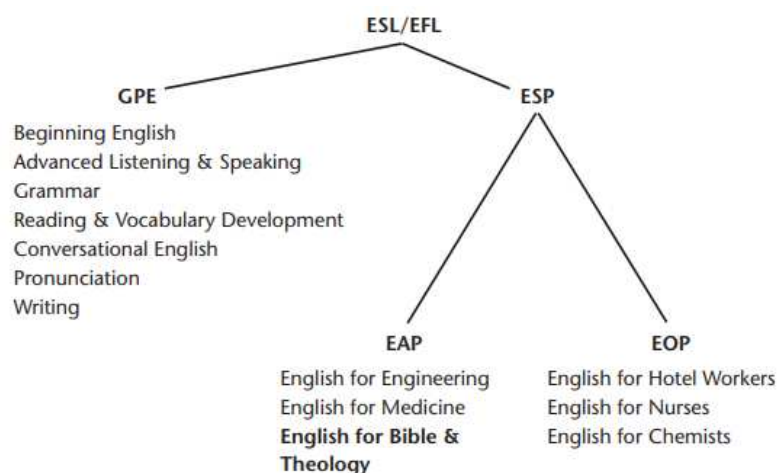 ESL/EFL
GPE
ESP
Beginning English
Advanced Listening & Speaking
Grammar
Reading & Vocabulary Development
Conversational English
Pronunciation
Writing
EAP
EOP
English for Engineering
English for Medicine
English for Bible &
Theology
English for Hotel Workers
English for Nurses
English for Chemists